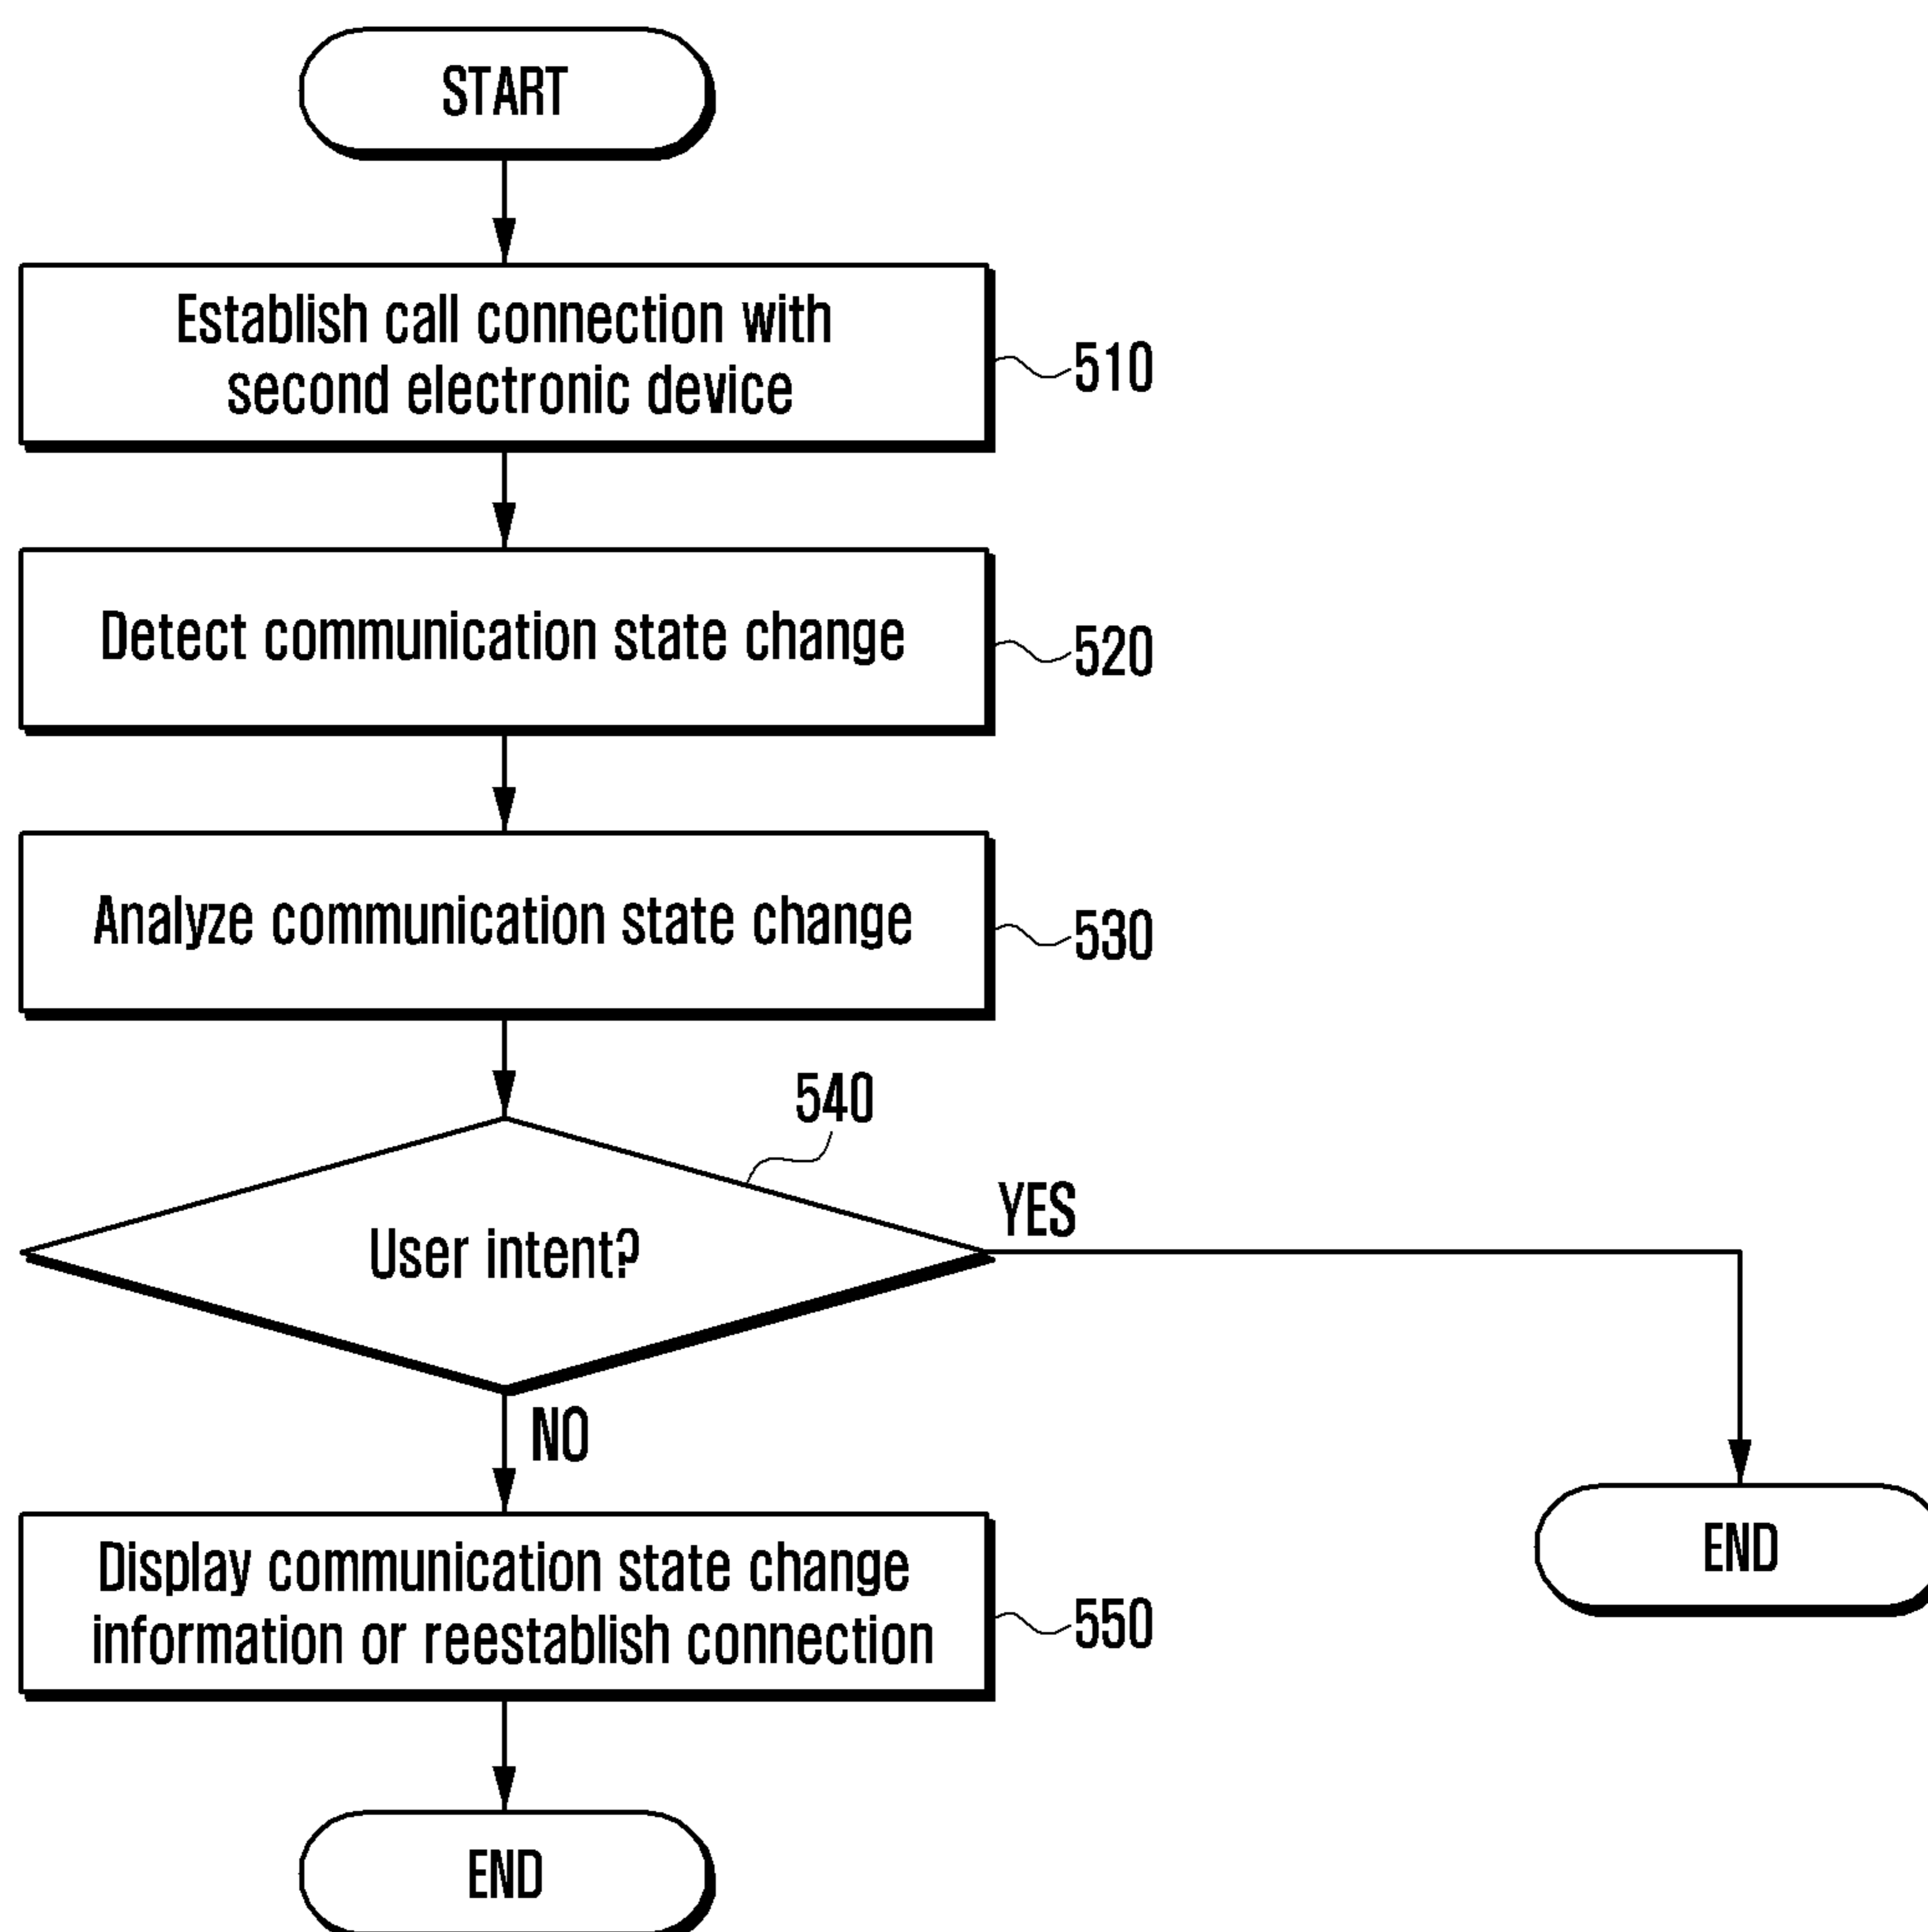 START
Establish call connection with
second electronic device
510
Detect communication state change
520
Analyze communication state change
530
540
User intent?
YES
NO
Display communication state change
information or reestablish connection
550
END
END